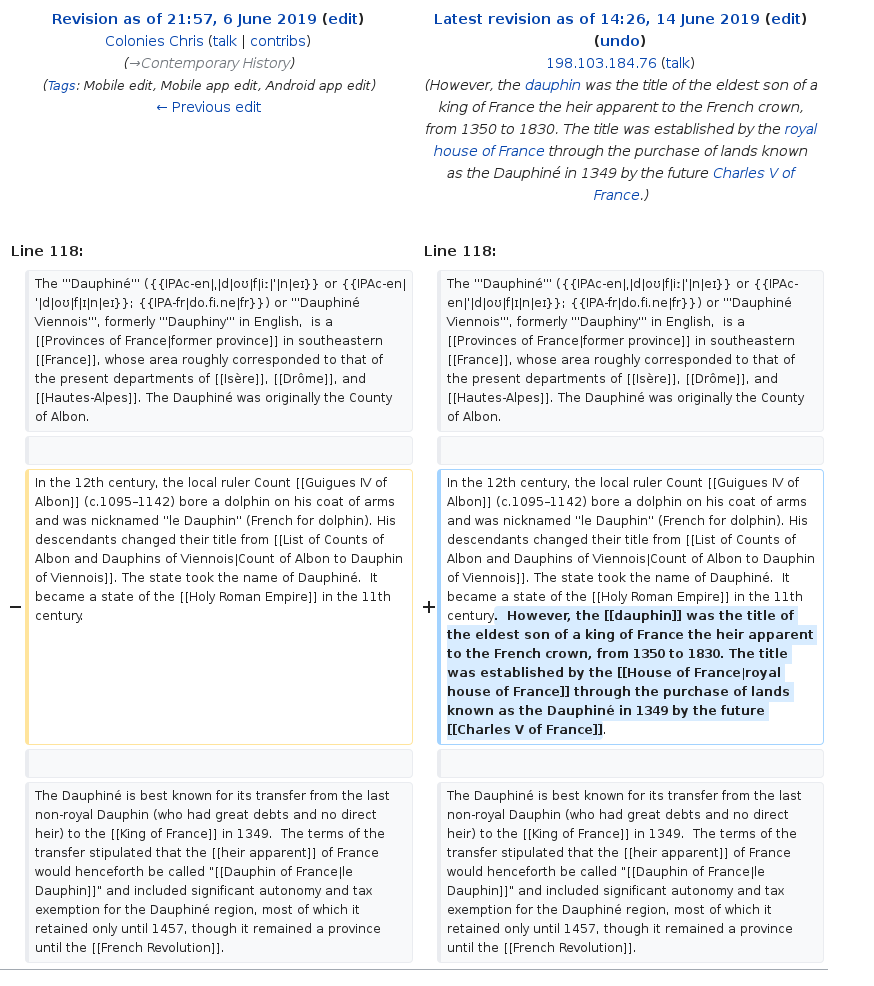 Revision as of 21:57, 6 June 2019 (edit)
Colonies Chris (talk | contribs)
(→Contemporary History)
(Tags: Mobile edit, Mobile app edit, Android app edit)
← Previous edit
Latest revision as of 14:26, 14 June 2019 (edit)
(undo)
198.103.184.76 (talk)
(However, the dauphin was the title of the eldest son of a
king of France the heir apparent to the French crown,
from 1350 to 1830. The title was established by the royal
house of France through the purchase of lands known
as the Dauphiné in 1349 by the future Charles V of
France.)
Line 118:
The '''Dauphiné''' ({{IPAc-en|,|d|oʊ|f|iː|'|n|eɪ}} or {{IPAc-en|
'|d|oʊ|f|ɪ|n|eɪ}}; {{IPA-fr|do.fi.ne|fr}}) or '''Dauphiné
Viennois''', formerly '''Dauphiny''' in English,  is a
[[Provinces of France|former province]] in southeastern
[[France]], whose area roughly corresponded to that of
the present departments of [[Isère]], [[Drôme]], and
[[Hautes-Alpes]]. The Dauphiné was originally the County
of Albon.
− In the 12th century, the local ruler Count [[Guigues IV of
Albon]] (c.1095–1142) bore a dolphin on his coat of arms
and was nicknamed "le Dauphin" (French for dolphin). His
descendants changed their title from [[List of Counts of
Albon and Dauphins of Viennois|Count of Albon to Dauphin
of Viennois]]. The state took the name of Dauphiné.  It
became a state of the [[Holy Roman Empire]] in the 11th
century.
The Dauphiné is best known for its transfer from the last
non-royal Dauphin (who had great debts and no direct
heir) to the [[King of France]] in 1349.  The terms of the
transfer stipulated that the [[heir apparent]] of France
would henceforth be called "[[Dauphin of France|le
Dauphin]]" and included significant autonomy and tax
exemption for the Dauphiné region, most of which it
retained only until 1457, though it remained a province
until the [[French Revolution]].
Line 118:
The '''Dauphiné''' ({{IPAc-en|,|d|oʊ|f|iː|'|n|eɪ}} or {{IPAc-
en|'|d|oʊ|f|ɪ|n|eɪ}}; {{IPA-fr|do.fi.ne|fr}}) or '''Dauphiné
Viennois''', formerly '''Dauphiny''' in English,  is a
[[Provinces of France|former province]] in southeastern
[[France]], whose area roughly corresponded to that of
the present departments of [[Isère]], [[Drôme]], and
[[Hautes-Alpes]]. The Dauphiné was originally the County
of Albon.
+ In the 12th century, the local ruler Count [[Guigues IV of
Albon]] (c.1095–1142) bore a dolphin on his coat of arms
and was nicknamed "le Dauphin" (French for dolphin). His
descendants changed their title from [[List of Counts of
Albon and Dauphins of Viennois|Count of Albon to Dauphin
of Viennois]]. The state took the name of Dauphiné.  It
became a state of the [[Holy Roman Empire]] in the 11th
century.  However, the [[dauphin]] was the title of
the eldest son of a king of France the heir apparent
to the French crown, from 1350 to 1830. The title
was established by the [[House of France|royal
house of France]] through the purchase of lands
known as the Dauphiné in 1349 by the future
[[Charles V of France]].
The Dauphiné is best known for its transfer from the last
non-royal Dauphin (who had great debts and no direct
heir) to the [[King of France]] in 1349.  The terms of the
transfer stipulated that the [[heir apparent]] of France
would henceforth be called "[[Dauphin of France|le
Dauphin]]" and included significant autonomy and tax
exemption for the Dauphiné region, most of which it
retained only until 1457, though it remained a province
until the [[French Revolution]].